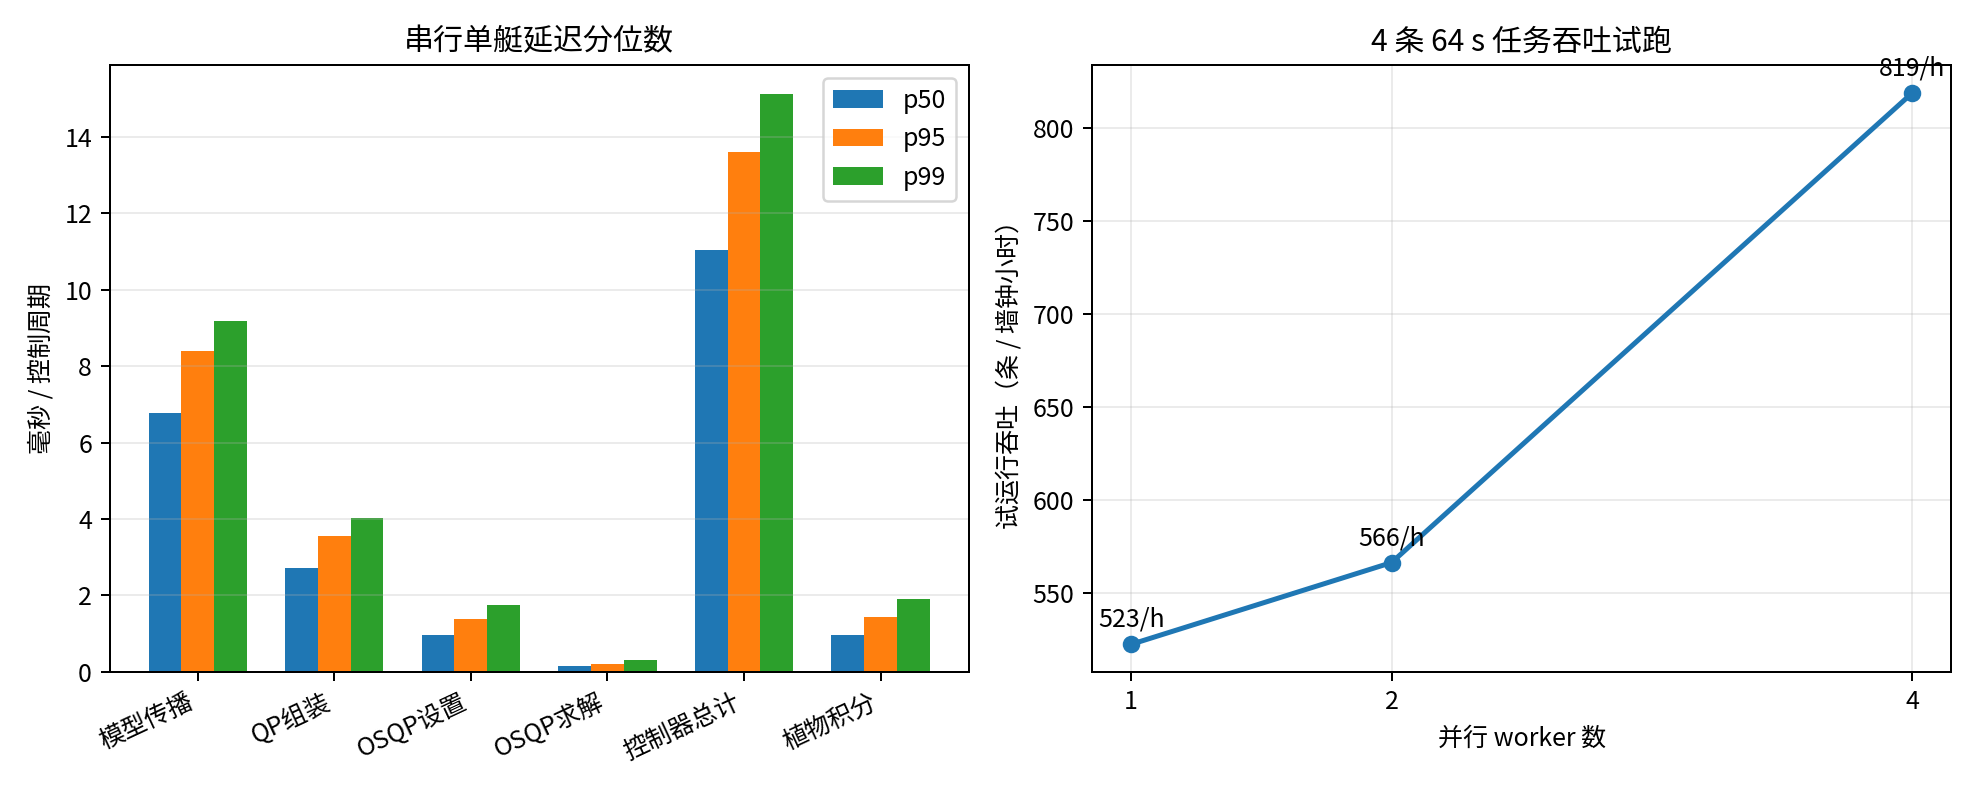 串行单艇延迟分位数
毫秒 / 控制周期
14
12
10
8
6
4
2
0
p50
p95
p99
模型传播
QP组装
OSQP设置
OSQP求解
控制器总计
植物积分
4 条 64 s 任务吞吐试跑
试运行吞吐（条 / 墙钟小时）
800
750
700
650
600
550
819/h
566/h
523/h
1
2
4
并行 worker 数